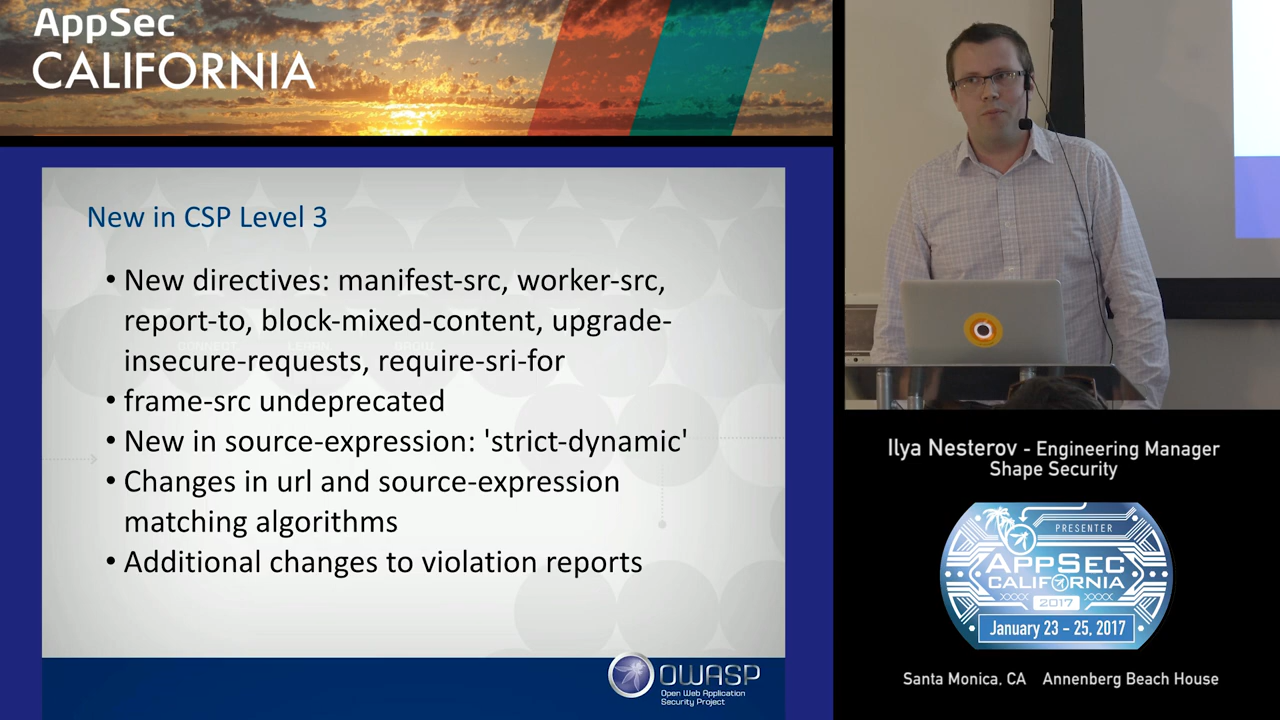 AppSec
CALIFORNIA
New in CSP Level 3
• New directives: manifest-src, worker-src,
report-to, block-mixed-content, upgrade-
insecure-requests, require-sri-for
• frame-src undeprecated
• New in source-expression: 'strict-dynamic'
• Changes in url and source-expression
matching algorithms
• Additional changes to violation reports
OWASP
Open Web Application
Security Project
Ilya Nesterov - Engineering Manager
Shape Security
PRESENTER
APPSEC
CALIFORNIA
2017
January 23 – 25, 2017
Santa Monica, CA Annenberg Beach House